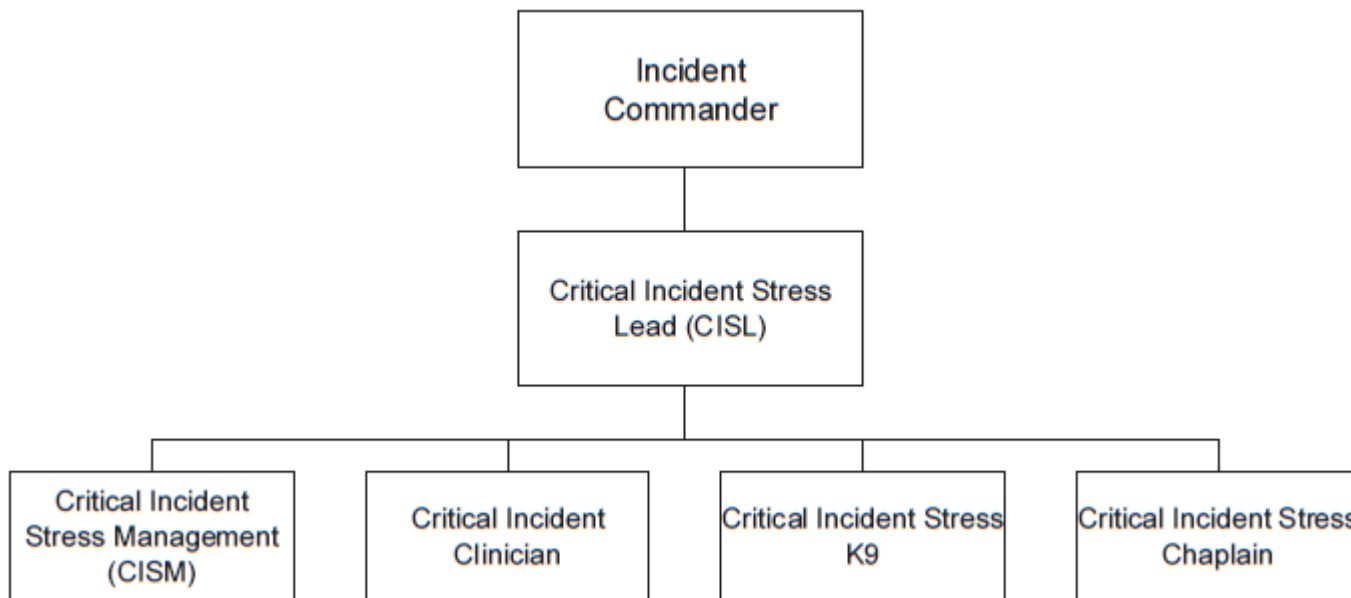 Incident
Commander
Critical Incident Stress
Lead (CISL)
Critical Incident
Stress Management
(CISM)
Critical Incident
Clinician
Critical Incident Stress
K9
Critical Incident Stress
Chaplain